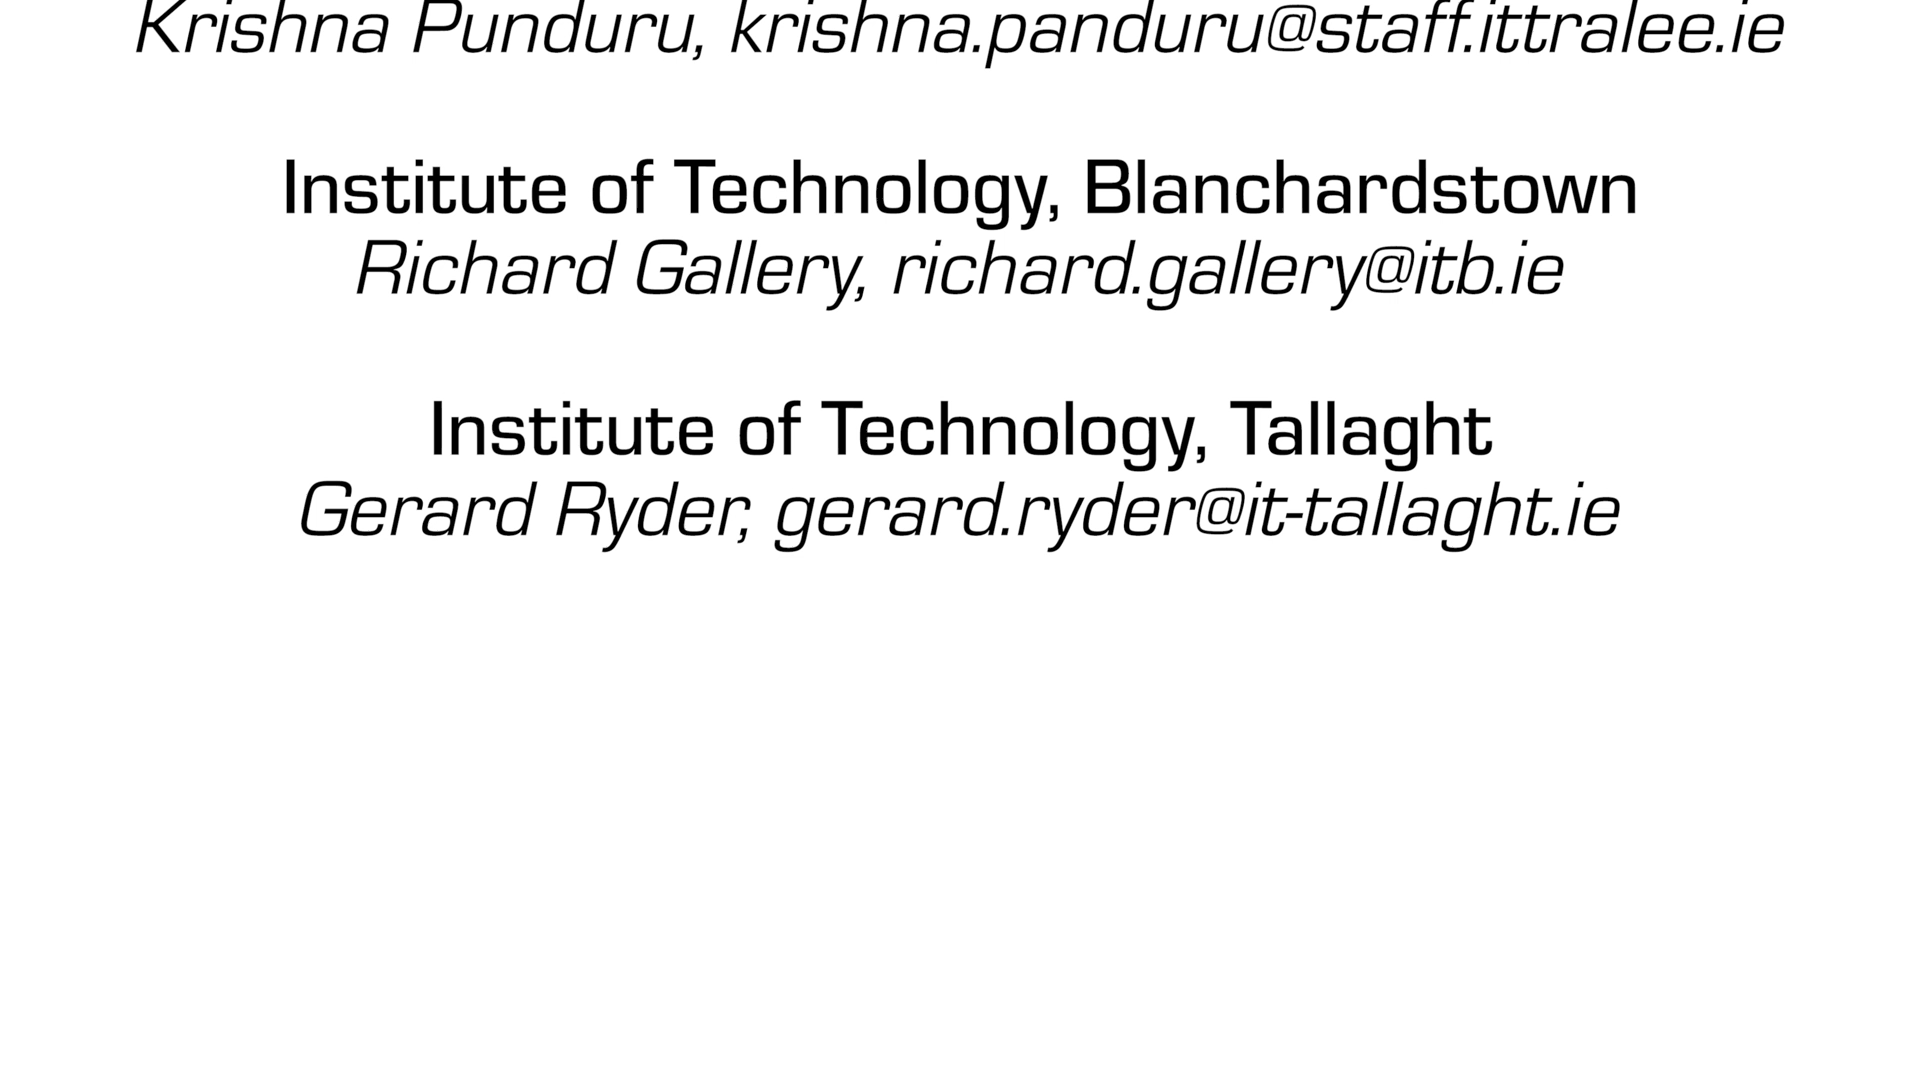 Krishna Punduru, krishna.panduru@staff.ittralee.ie
Institute of Technology, Blanchardstown
Richard Gallery, richard.gallery@itb.ie
Institute of Technology, Tallaght
Gerard Ryder, gerard.ryder@it-tallaght.ie